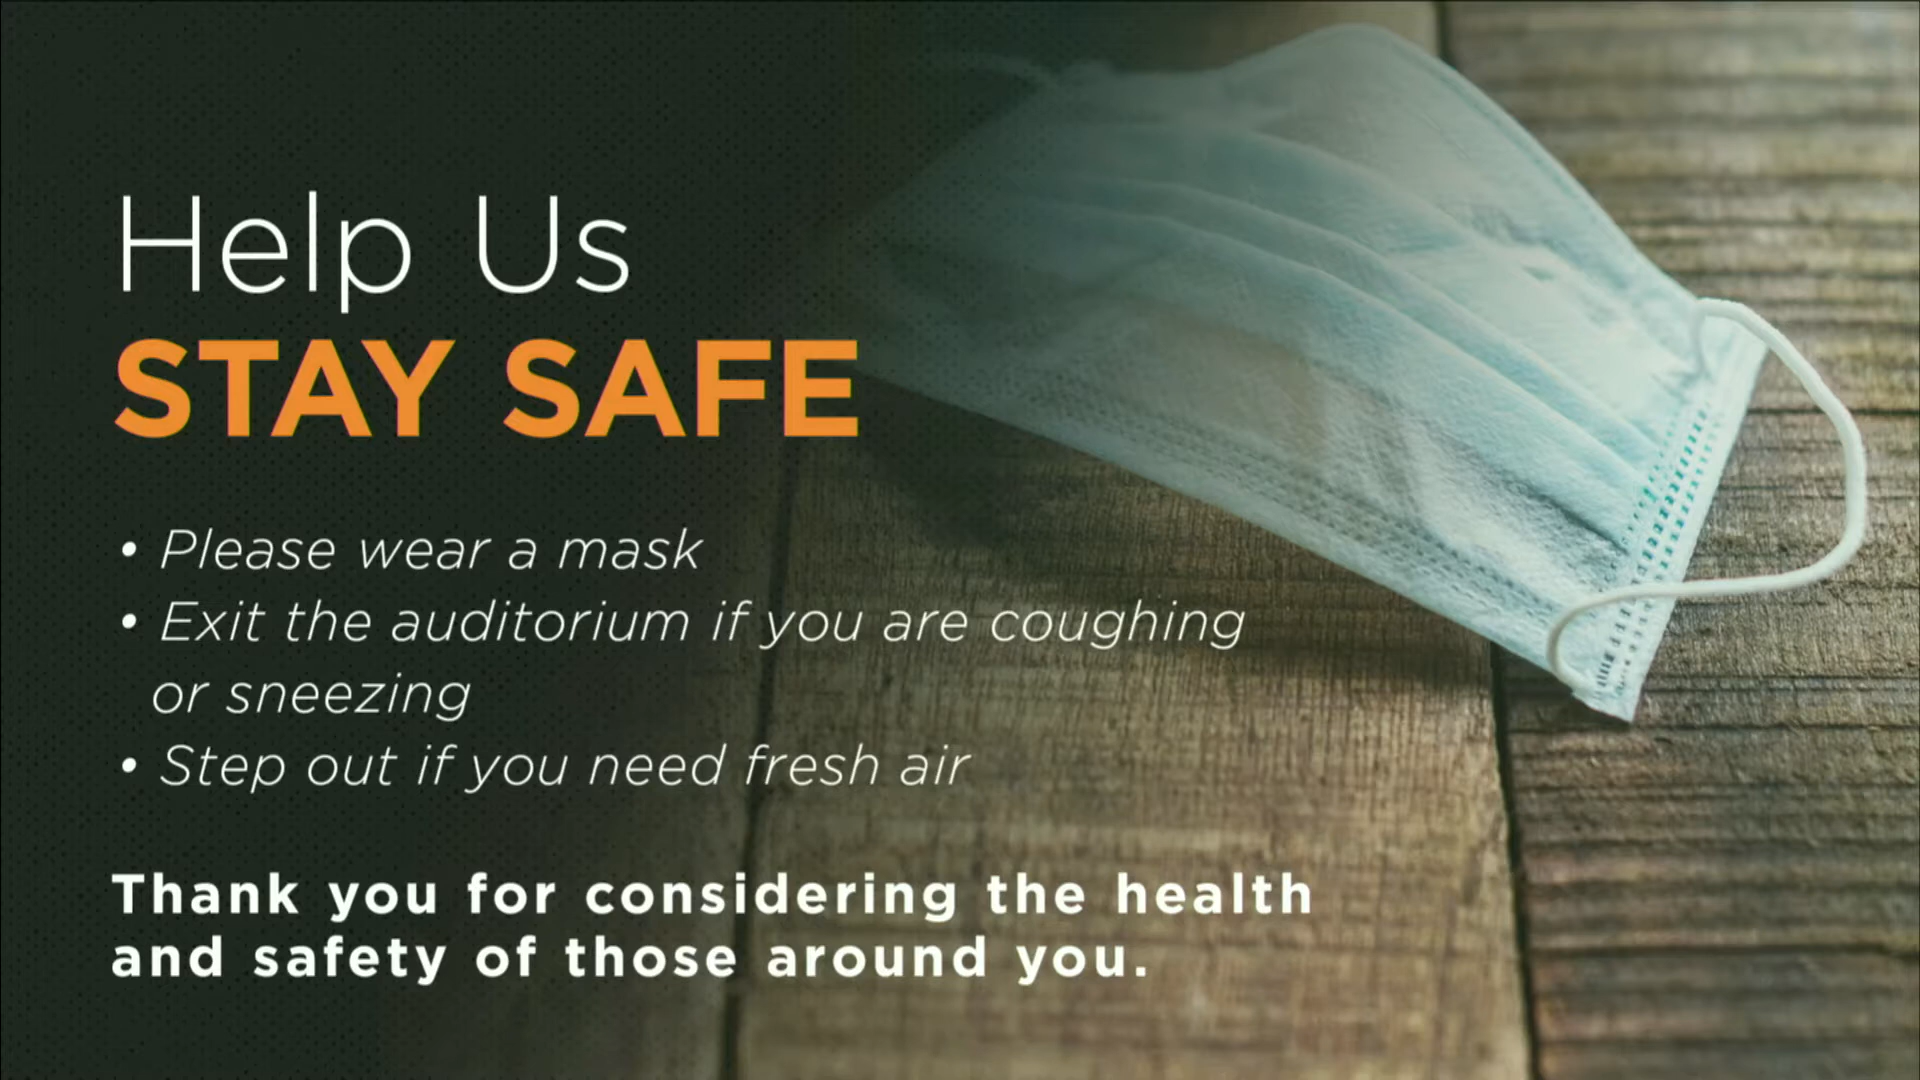 Help Us
STAY SAFE
• Please wear a mask
• Exit the auditorium if you are coughing
or sneezing
• Step out if you need fresh air
Thank you for considering the health
and safety of those around you.